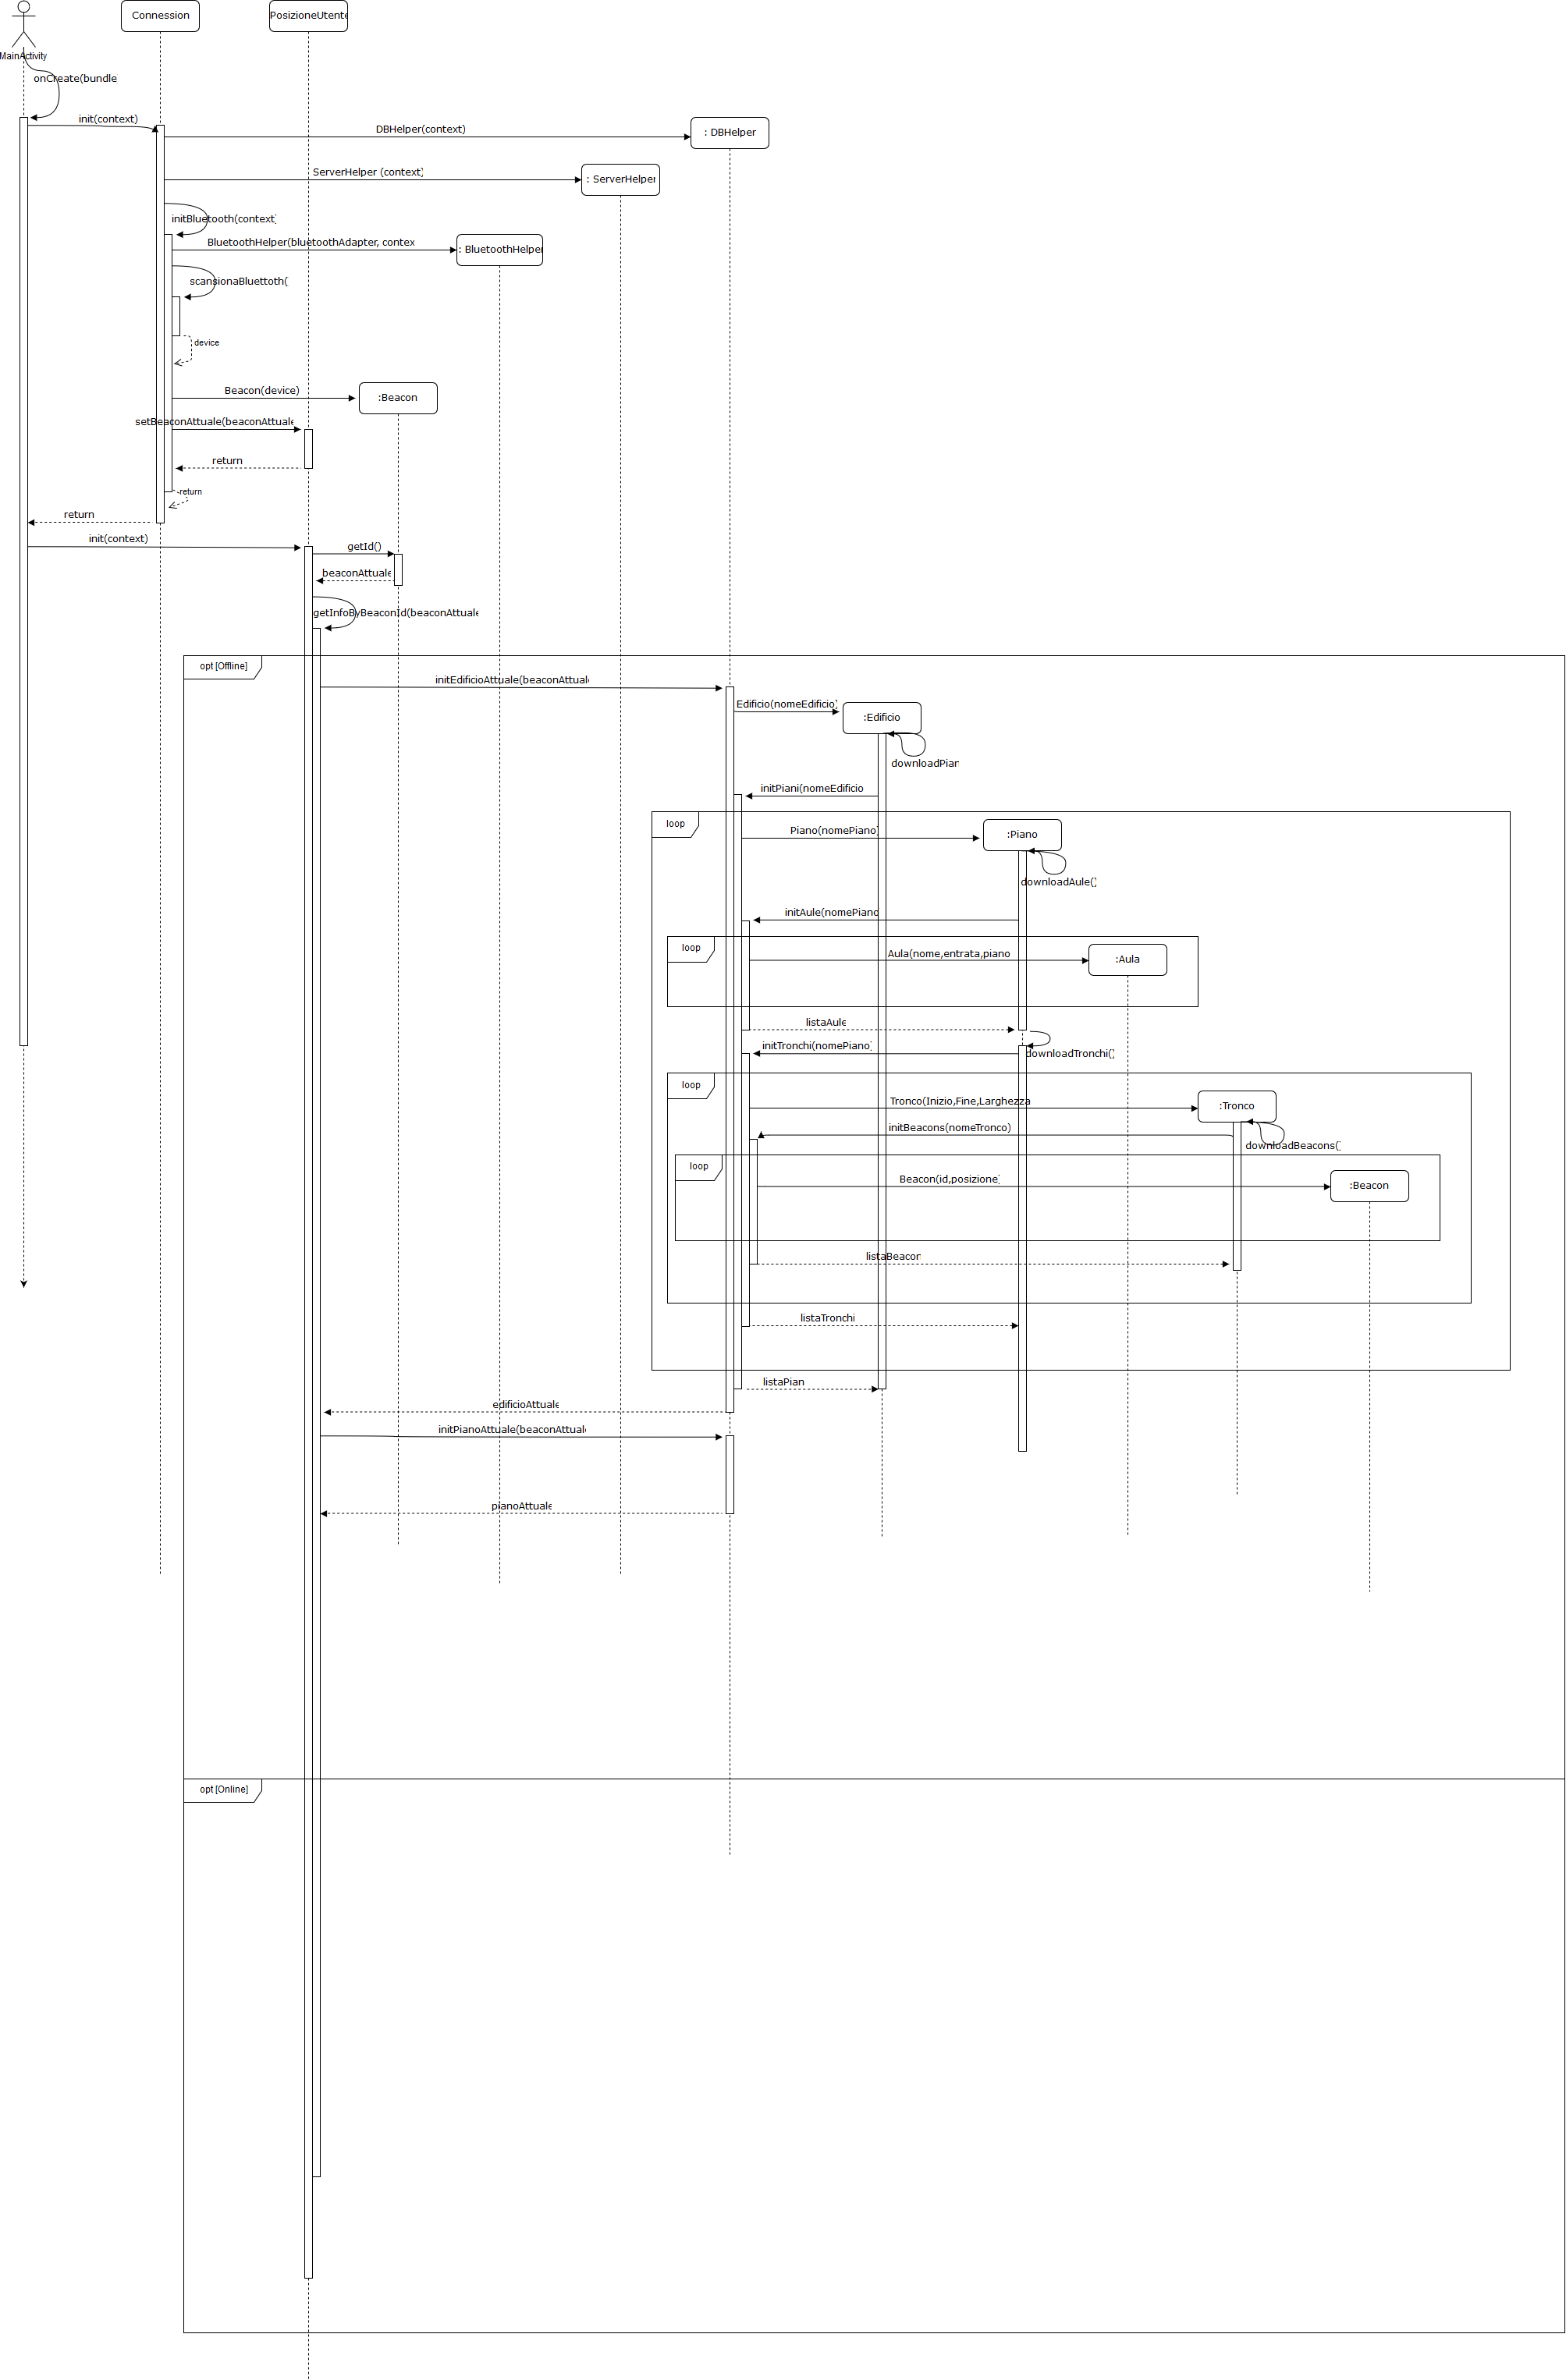 Connession
PosizioneUtente
MainActivity
onCreate(bundle
init(context)
DBHelper(context)
: DBHelper
ServerHelper (context)
: ServerHelper
initBluetooth(context)
BluetoothHelper(bluetoothAdapter, contex
: BluetoothHelper
scansionaBluettoth(
device
Beacon(device)
:Beacon
setBeaconAttuale(beaconAttuale
return
return
return
init(context)
getId()
beaconAttuale
getInfoByBeaconId(beaconAttuale
opt [Offline]
initEdificioAttuale(beaconAttual
Edificio(nomeEdificio)
:Edificio
downloadPian
initPiani(nomeEdificio
loop
Piano(nomePiano)
:Piano
downloadAule()
initAule(nomePiano
loop
Aula(nome,entrata,piano
:Aula
listaAule
initTronchi(nomePiano)
downloadTronchi()
loop
Tronco(Inizio,Fine,Larghezza
:Tronco
initBeacons(nomeTronco)
downloadBeacons()
loop
Beacon(id,posizione)
:Beacon
listaBeacon
listaTronchi
listaPian
edificioAttuale
initPianoAttuale(beaconAttual
pianoAttuale
opt [Online]